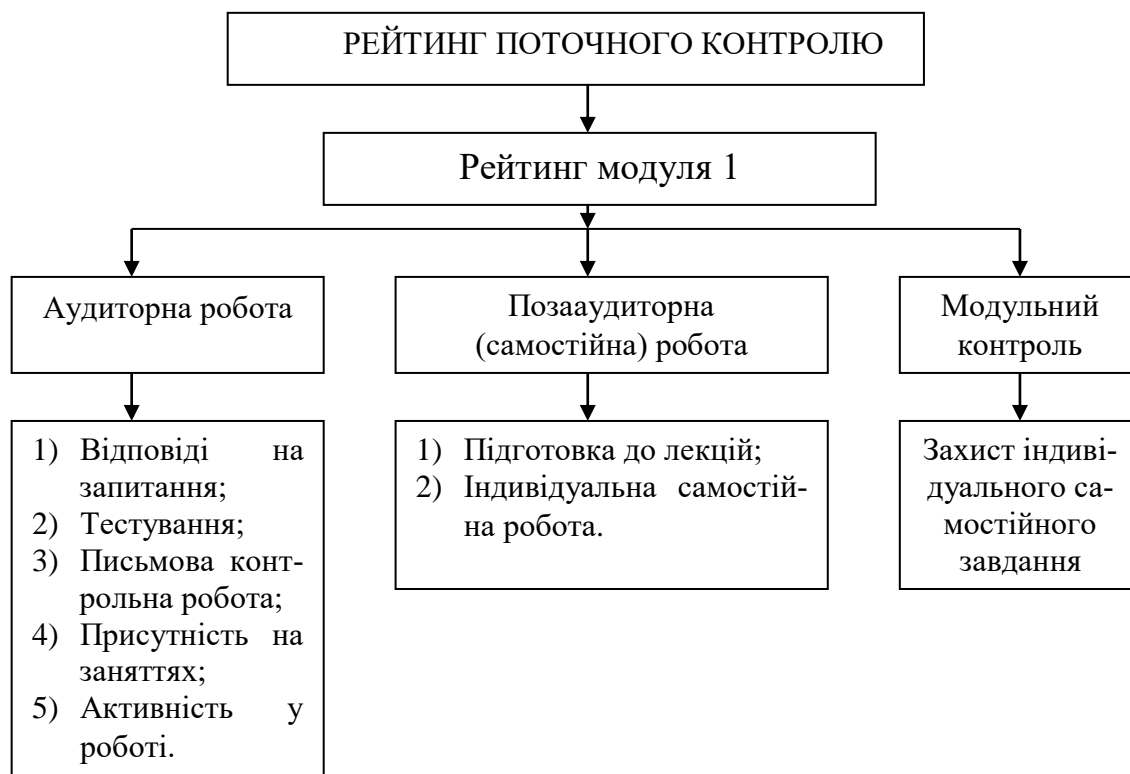 РЕЙТИНГ ПОТОЧНОГО КОНТРОЛЮ
Рейтинг модуля 1
Аудиторна робота
Позааудиторна
(самостійна) робота
Модульний
контроль
1) Відповіді на
запитання;
2) Тестування;
3) Письмова конт-
рольна робота;
4) Присутність на
заняттях;
5) Активність у
роботі.
1) Підготовка до лекцій;
2) Індивідуальна самостій-
на робота.
Захист індиві-
дуального са-
мостійного
завдання